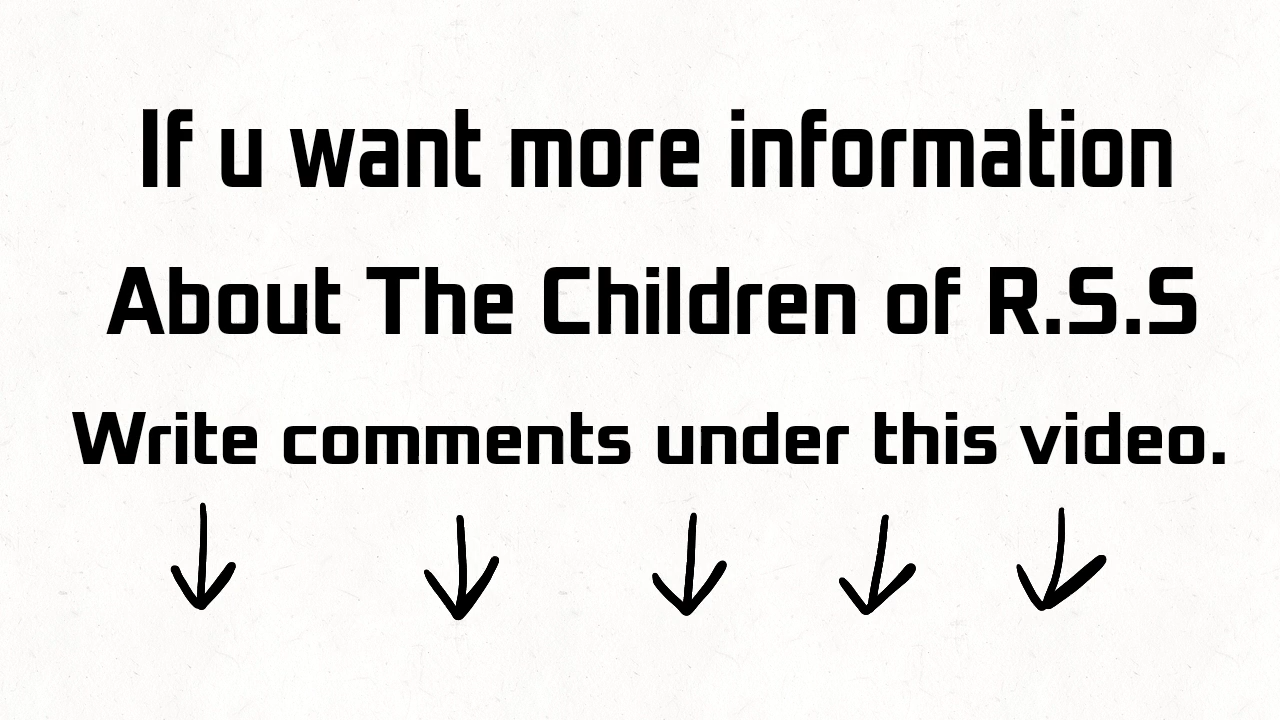 If u want more information
About The Children of R.S.S
Write comments under this video.